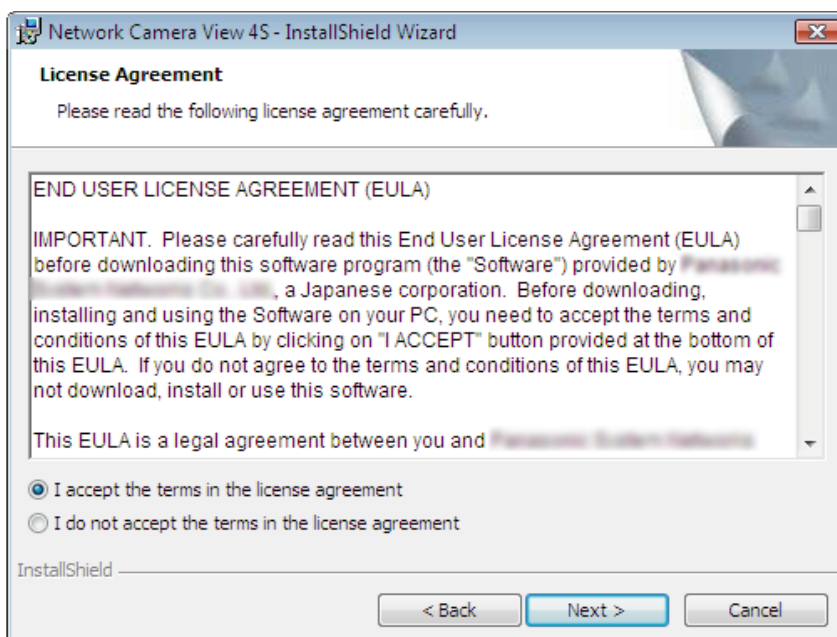 Network Camera View 4S - InstallShield Wizard
License Agreement
Please read the following license agreement carefully.
END USER LICENSE AGREEMENT (EULA)
IMPORTANT.  Please carefully read this End User License Agreement (EULA)
before downloading this software program (the "Software") provided by
, a Japanese corporation.  Before downloading,
installing and using the Software on your PC, you need to accept the terms and
conditions of this EULA by clicking on "I ACCEPT" button provided at the bottom of
this EULA.  If you do not agree to the terms and conditions of this EULA, you may
not download, install or use this software.
This EULA is a legal agreement between you and
I accept the terms in the license agreement
I do not accept the terms in the license agreement
InstallShield
< Back
Next >
Cancel